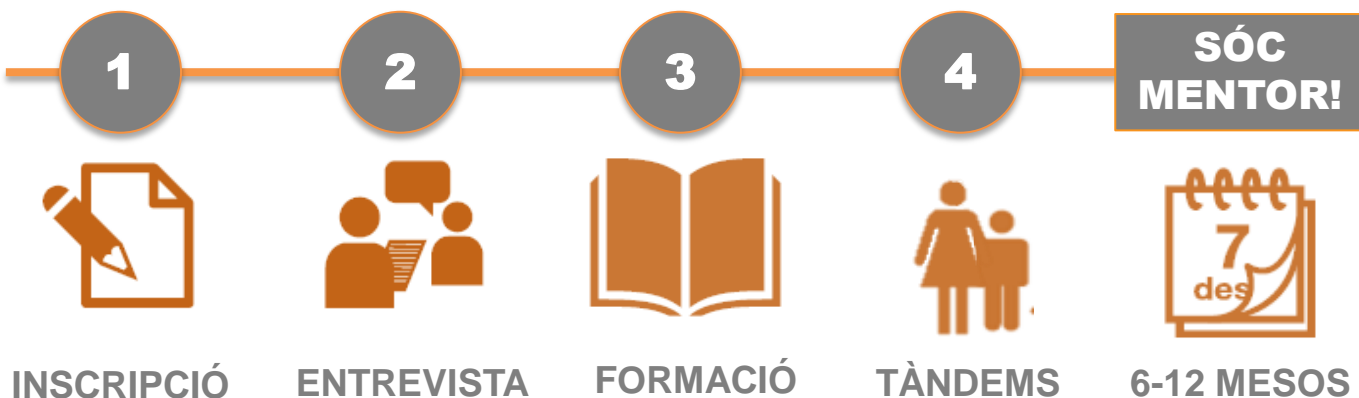 1
2
3
4
SÓC
MENTOR!
7
des
INSCRIPCIÓ
ENTREVISTA
FORMACIÓ
TÀNDEMS
6-12 MESOS